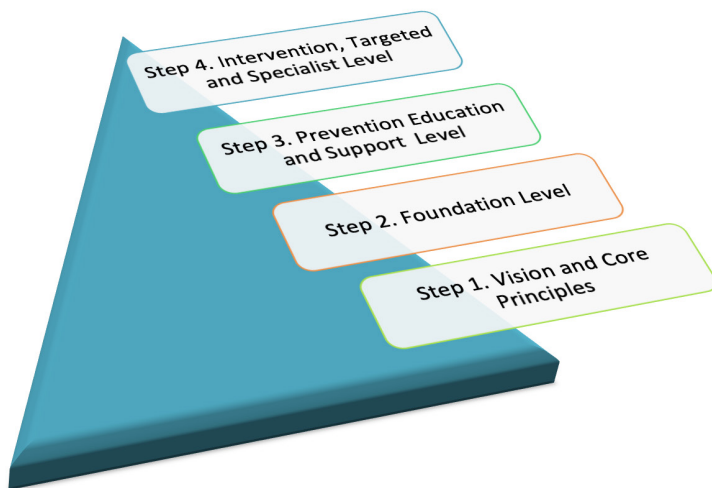 Step 4. Intervention, Targeted
and Specialist Level
Step 3. Prevention Education
and Support Level
Step 2. Foundation Level
Step 1. Vision and Core
Principles